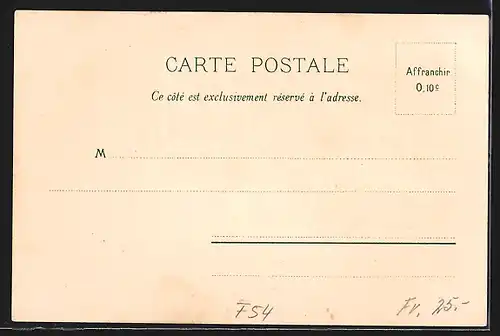 CARTE POSTALE
Affranchir
0,10c
Ce côté est exclusivement réservé à l'adresse.
M
F54
Fr. 25.-